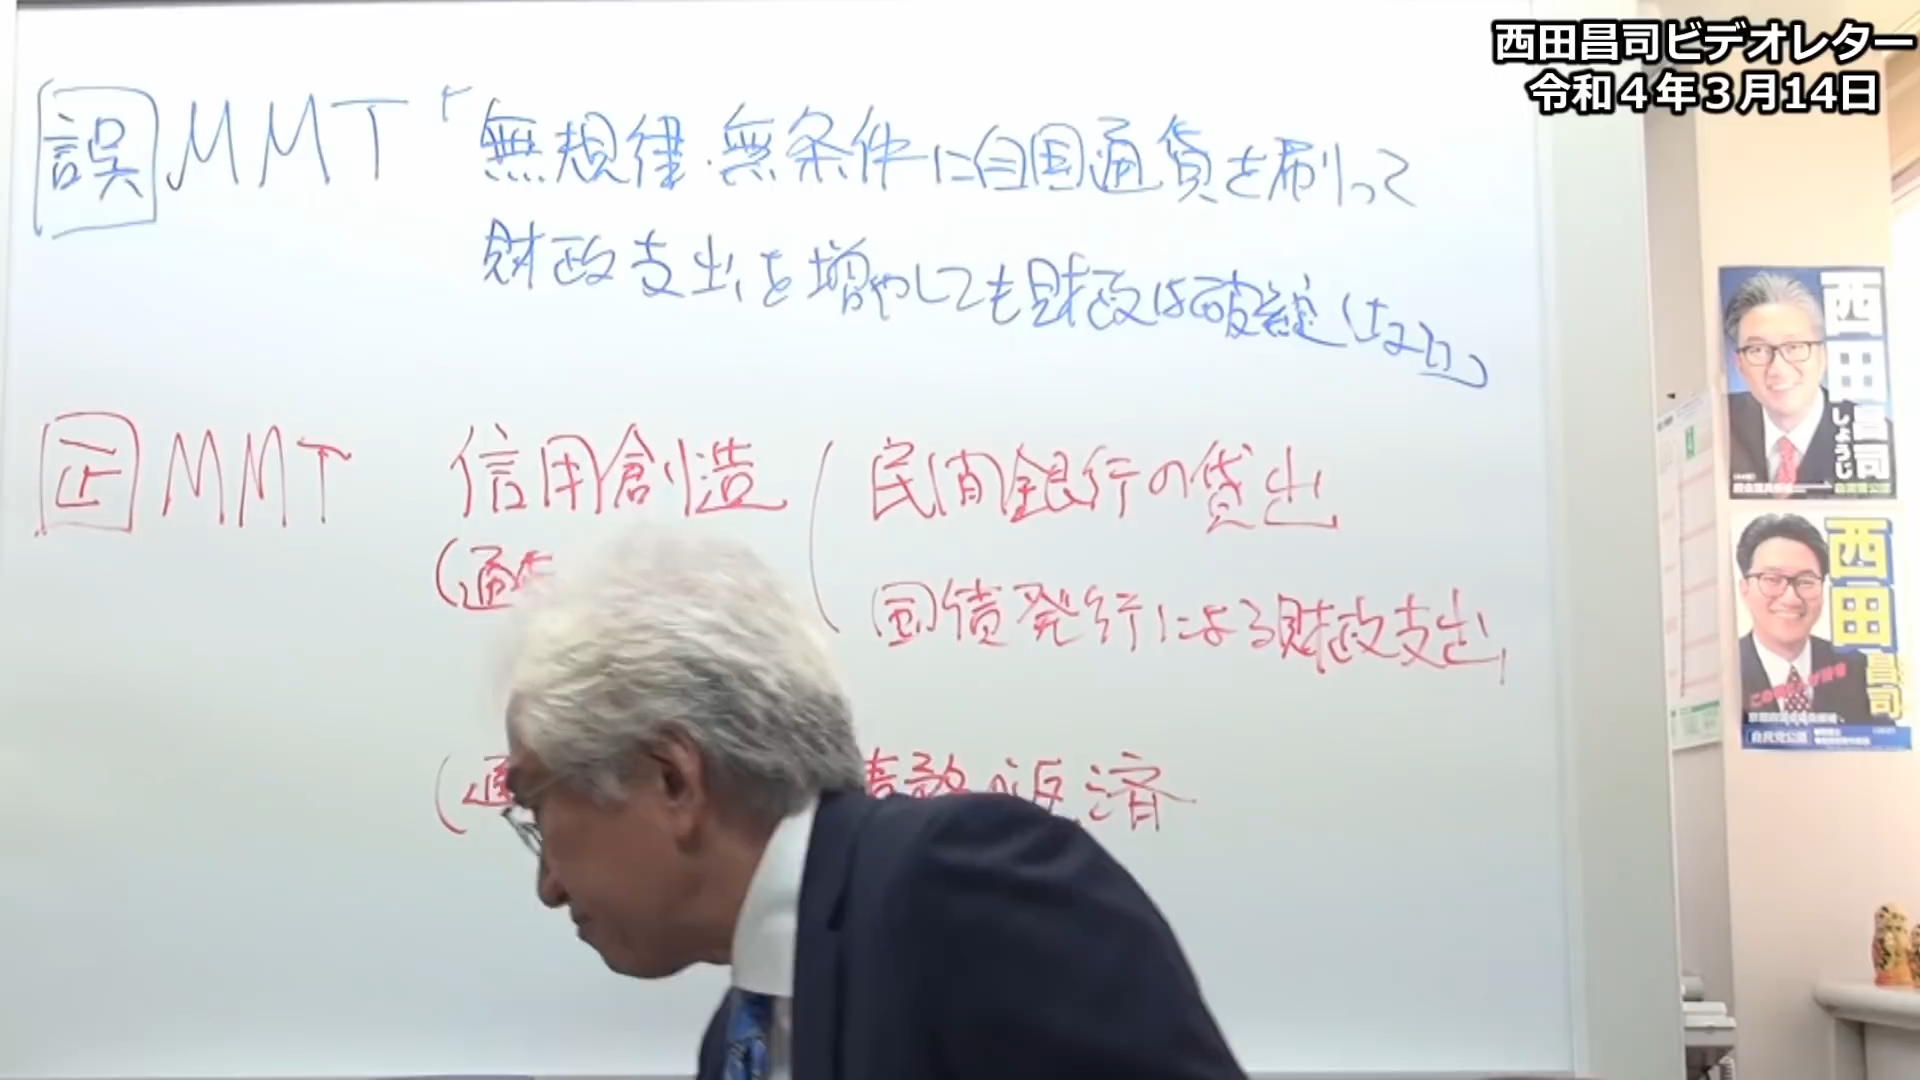 西田昌司ビデオレター
令和4年3月14日
誤 MMT 「無規律・無条件に自国通貨を刷って
財政支出を増やしても財政は破綻しない」
正 MMT 信用創造 民間銀行の貸出
(通
国債発行による財政支出
(通
返済
西田昌司
しょうじ
西田昌司
自民党公認